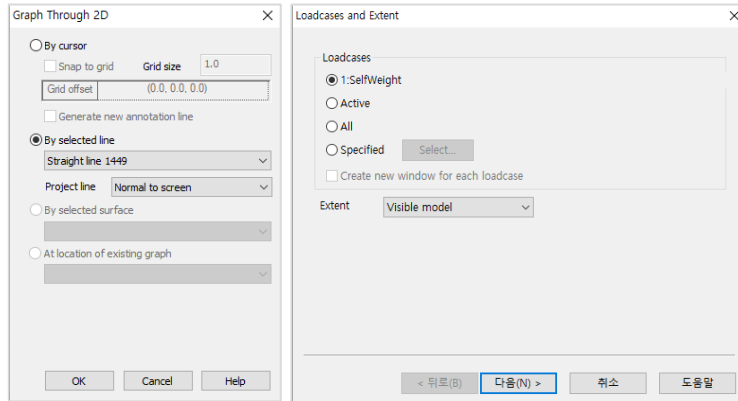 Graph Through 2D
By cursor
Snap to grid Grid size 1.0
Grid offset (0.0, 0.0, 0.0)
Generate new annotation line
By selected line
Straight line 1449
Project line Normal to screen
By selected surface
At location of existing graph
OK Cancel Help
Loadcases and Extent
Loadcases
1:SelfWeight
Active
All
Specified Select...
Create new window for each loadcase
Extent Visible model
< 뒤로(B) 다음(N) > 취소 도움말